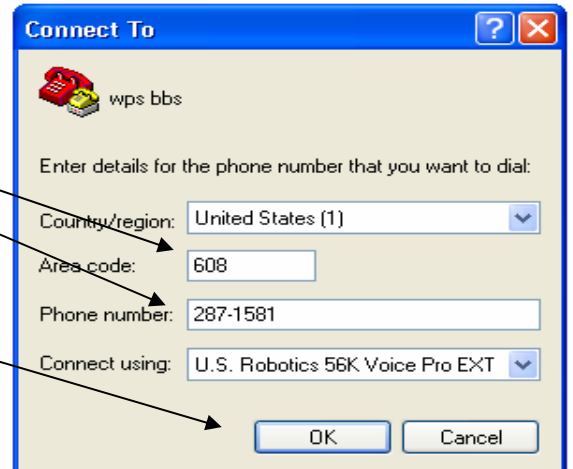 Connect To
wps bbs
Enter details for the phone number that you want to dial:
Country/region: United States (1)
Area code: 608
Phone number: 287-1581
Connect using: U.S. Robotics 56K Voice Pro EXT
OK Cancel